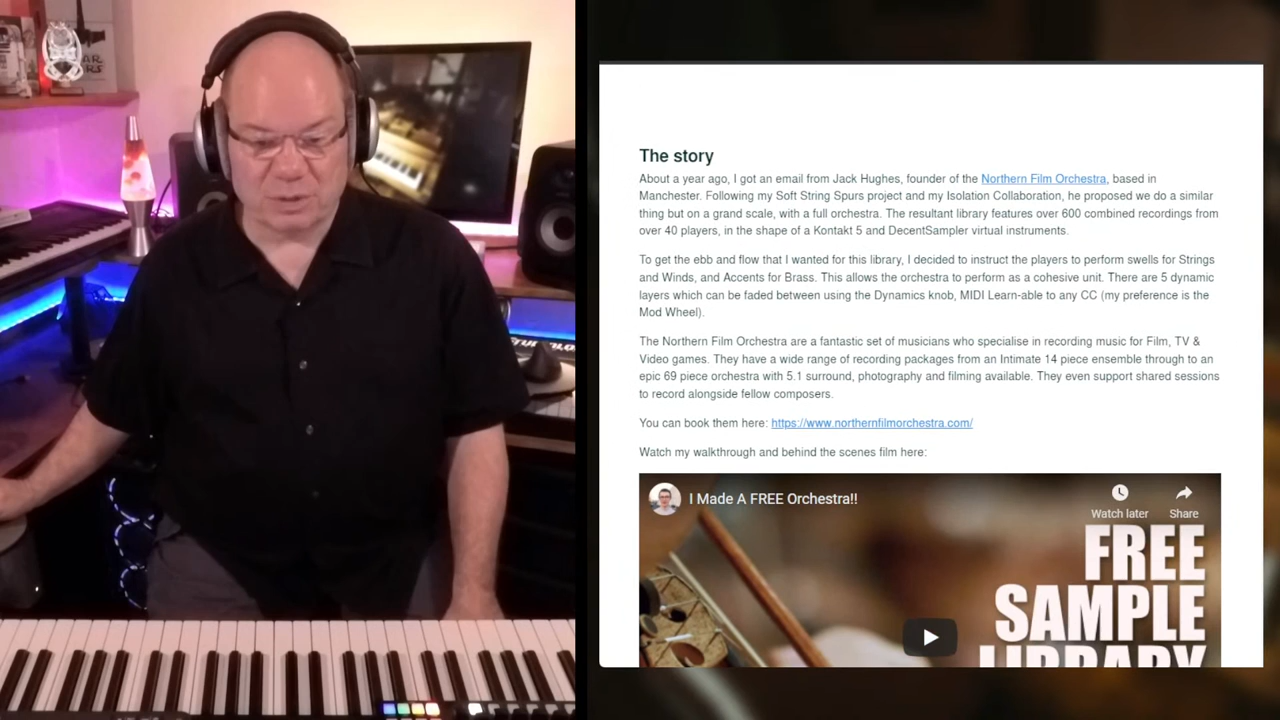 The story
About a year ago, I got an email from Jack Hughes, founder of the Northern Film Orchestra, based in
Manchester. Following my Soft String Spurs project and my Isolation Collaboration, he proposed we do a similar
thing but on a grand scale, with a full orchestra. The resultant library features over 600 combined recordings from
over 40 players, in the shape of a Kontakt 5 and DecentSampler virtual instruments.
To get the ebb and flow that I wanted for this library, I decided to instruct the players to perform swells for Strings
and Winds, and Accents for Brass. This allows the orchestra to perform as a cohesive unit. There are 5 dynamic
layers which can be faded between using the Dynamics knob, MIDI Learn-able to any CC (my preference is the
Mod Wheel).
The Northern Film Orchestra are a fantastic set of musicians who specialise in recording music for Film, TV &
Video games. They have a wide range of recording packages from an Intimate 14 piece ensemble through to an
epic 69 piece orchestra with 5.1 surround, photography and filming available. They even support shared sessions
to record alongside fellow composers.
You can book them here: https://www.northernfilmorchestra.com/
Watch my walkthrough and behind the scenes film here:
I Made A FREE Orchestra!!
Watch later
Share
FREE
SAMPLE
LIBRARY